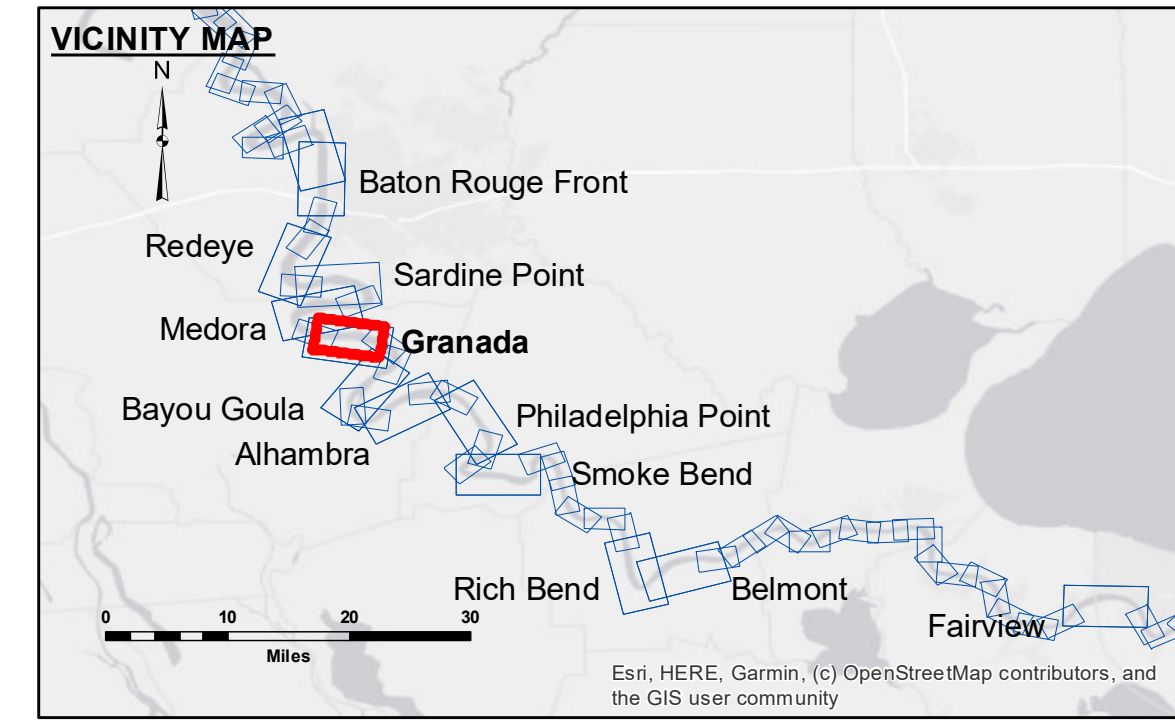 VICINITY MAP
N
Baton Rouge Front
Redeye
Sardine Point
Medora
Granada
Bayou Goula
Philadelphia Point
Alhambra
Smoke Bend
Rich Bend
Belmont
Fairview
0 10 20 30
Miles
Esri, HERE, Garmin, (c) OpenStreetMap contributors, and
the GIS user community